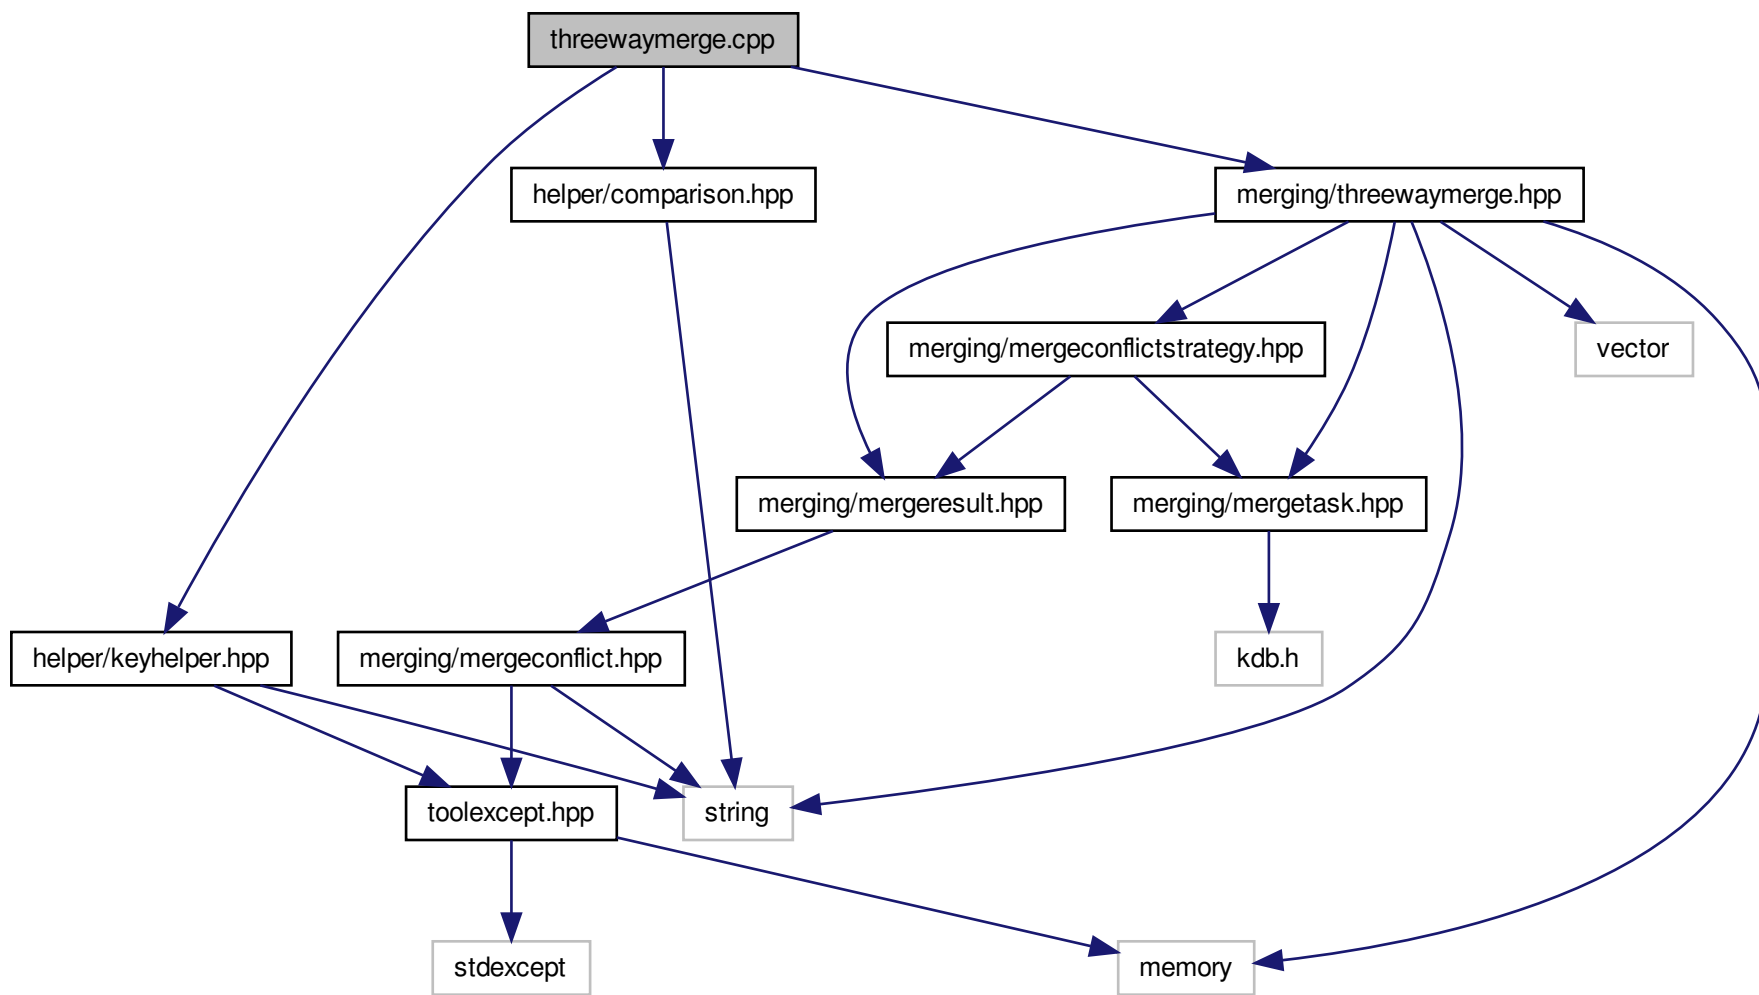 threewaymerge.cpp
helper/comparison.hpp
merging/threewaymerge.hpp
merging/mergeconflictstrategy.hpp
vector
merging/mergeresult.hpp
merging/mergetask.hpp
helper/keyhelper.hpp
merging/mergeconflict.hpp
kdb.h
toolexcept.hpp
string
stdexcept
memory